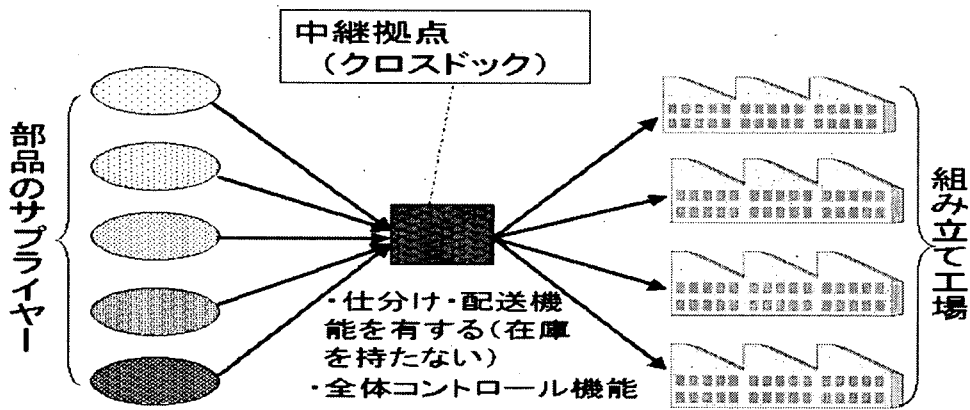 中継拠点
（クロスドック）
部品のサプライヤー
組み立て工場
・仕分け・配送機
能を有する（在庫
を持たない）
・全体コントロール機能